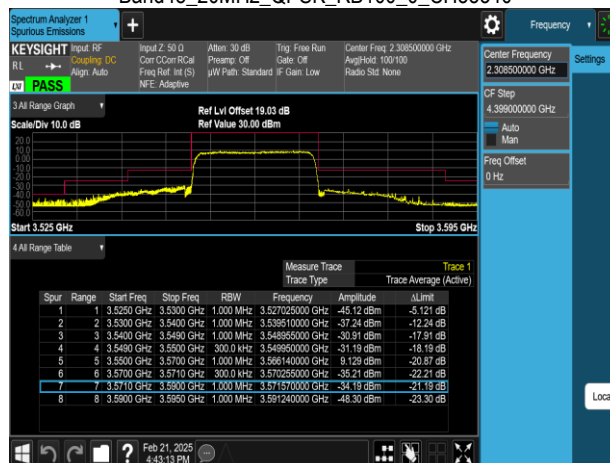 Spectrum Analyzer 1
Spurious Emissions
Frequency
KEYSIGHT Input: RF Input Z: 50 Ω Atten: 30 dB Trig: Free Run Center Freq: 2.308500000 GHz
RL Coupling: DC Corr CCorr RCal Preamp: Off Gate: Off Avg|Hold: 100/100
Align: Auto Freq Ref: Int (S) µW Path: Standard IF Gain: Low Radio Std: None
LXI PASS NFE: Adaptive
Center Frequency
2.308500000 GHz
Settings
CF Step
4.399000000 GHz
Auto
Man
Freq Offset
0 Hz
3 All Range Graph
Ref Lvl Offset 19.03 dB
Scale/Div 10.0 dB Ref Value 30.00 dBm
20.0
10.0
0.00
-10.0
-20.0
-30.0
-40.0
-50.0
-60.0
Start 3.525 GHz Stop 3.595 GHz
4 All Range Table
Measure Trace Trace 1
Trace Type Trace Average (Active)
Spur Range Start Freq Stop Freq RBW Frequency Amplitude ΔLimit
1 1 3.5250 GHz 3.5300 GHz 1.000 MHz 3.527025000 GHz -45.12 dBm -5.121 dB
2 2 3.5300 GHz 3.5400 GHz 1.000 MHz 3.539510000 GHz -37.24 dBm -12.24 dB
3 3 3.5400 GHz 3.5490 GHz 1.000 MHz 3.548955000 GHz -30.91 dBm -17.91 dB
4 4 3.5490 GHz 3.5500 GHz 300.0 kHz 3.549950000 GHz -31.19 dBm -18.19 dB
5 5 3.5500 GHz 3.5700 GHz 1.000 MHz 3.566140000 GHz 9.129 dBm -20.87 dB
6 6 3.5700 GHz 3.5710 GHz 300.0 kHz 3.570255000 GHz -35.21 dBm -22.21 dB
7 7 3.5710 GHz 3.5900 GHz 1.000 MHz 3.571570000 GHz -34.19 dBm -21.19 dB
8 8 3.5900 GHz 3.5950 GHz 1.000 MHz 3.591240000 GHz -48.30 dBm -23.30 dB
Loca
? Feb 21, 2025
4:43:13 PM